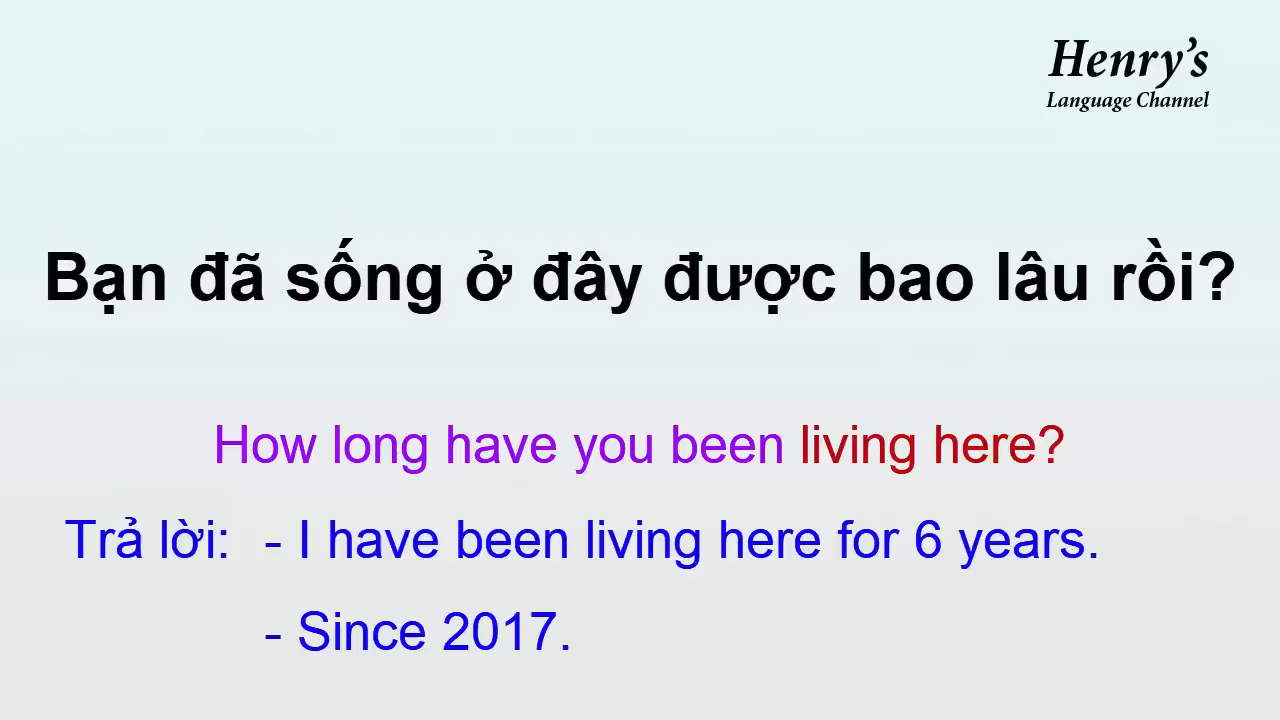 Henry's
Language Channel
Bạn đã sống ở đây được bao lâu rồi?
How long have you been living here?
Trả lời: - I have been living here for 6 years.
- Since 2017.